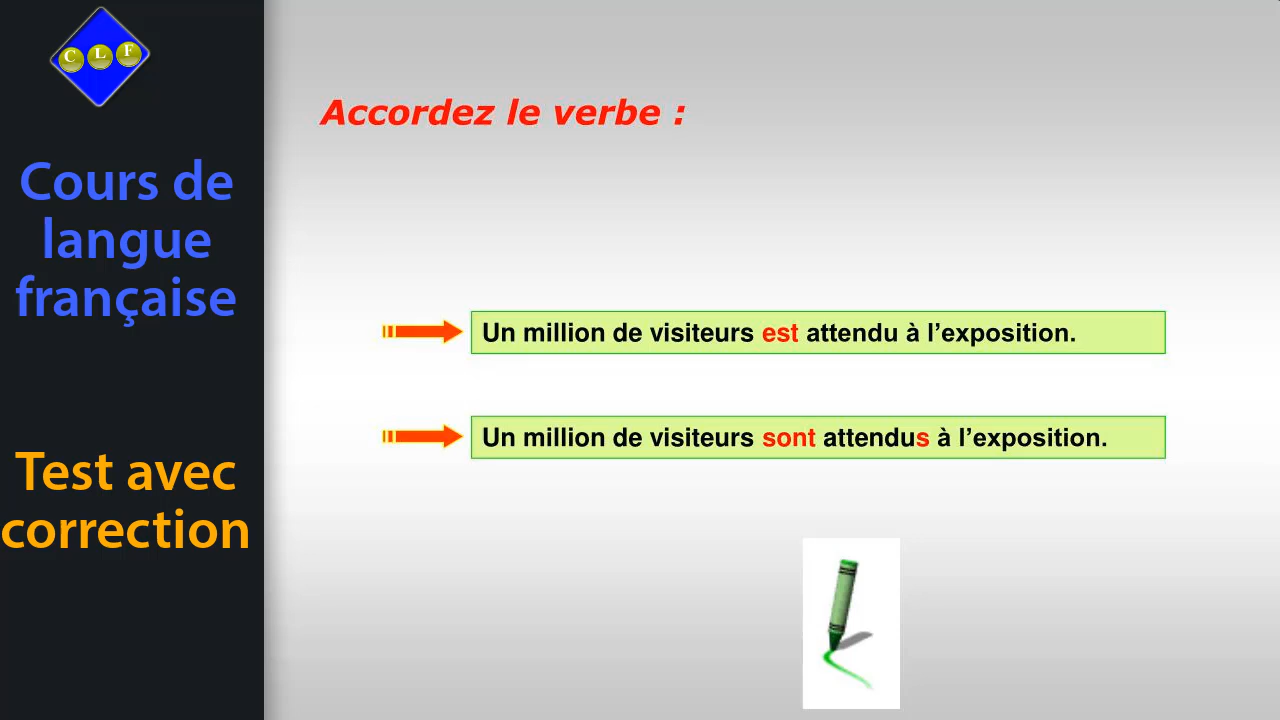 C L F
Cours de
langue
française
Test avec
correction
Accordez le verbe :
Un million de visiteurs est attendu à l’exposition.
Un million de visiteurs sont attendus à l’exposition.